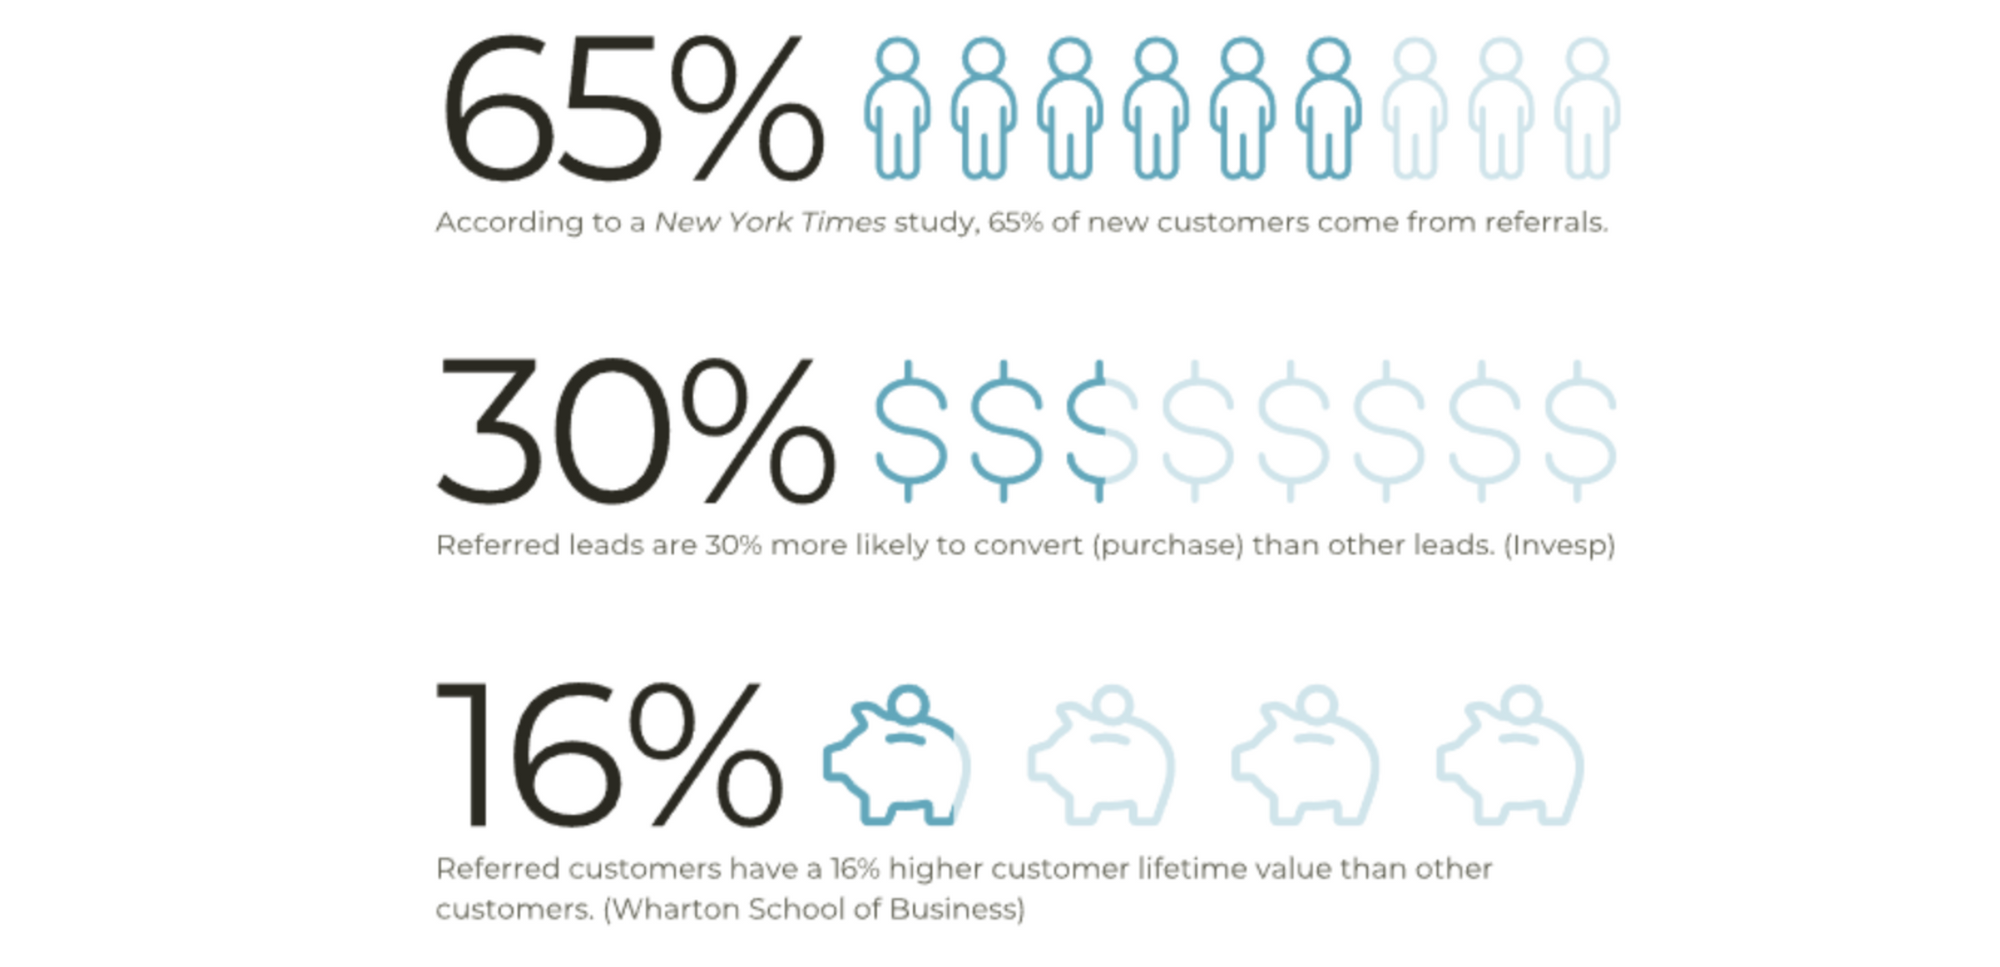 65%
According to a New York Times study, 65% of new customers come from referrals.
30%
Referred leads are 30% more likely to convert (purchase) than other leads. (Invesp)
16%
Referred customers have a 16% higher customer lifetime value than other
customers. (Wharton School of Business)